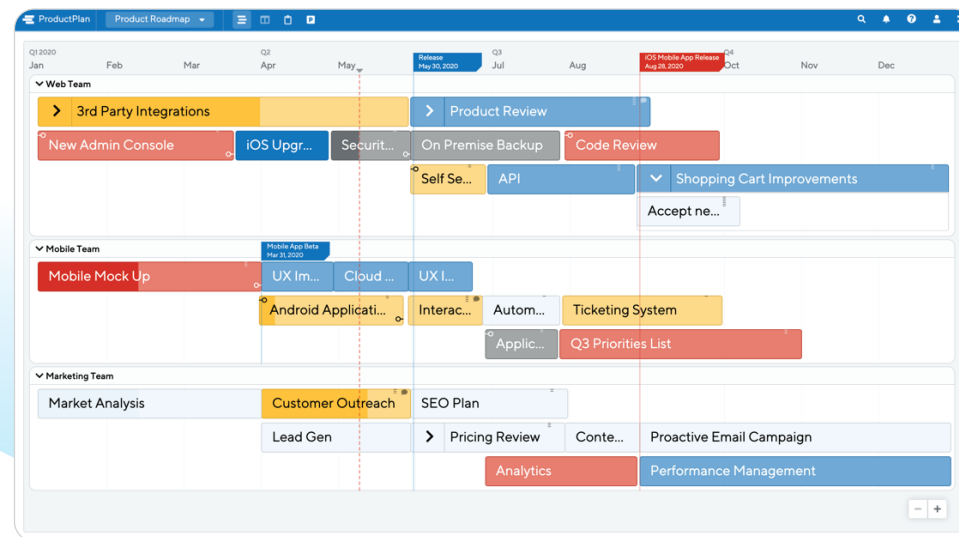 ProductPlan Product Roadmap
Q1 2020 Q2 Q3 Q4
Jan Feb Mar Apr May Jul Aug Oct Nov Dec
Release
May 30, 2020
iOS Mobile App Release
Aug 28, 2020
Web Team
3rd Party Integrations Product Review
New Admin Console iOS Upgr... Securit... On Premise Backup Code Review
Self Se... API Shopping Cart Improvements
Accept ne...
Mobile Team
Mobile App Beta
Mar 31, 2020
Mobile Mock Up UX Im... Cloud ... UX I...
Android Applicati... Interac... Autom... Ticketing System
Applic... Q3 Priorities List
Marketing Team
Market Analysis Customer Outreach SEO Plan
Lead Gen Pricing Review Conte... Proactive Email Campaign
Analytics Performance Management